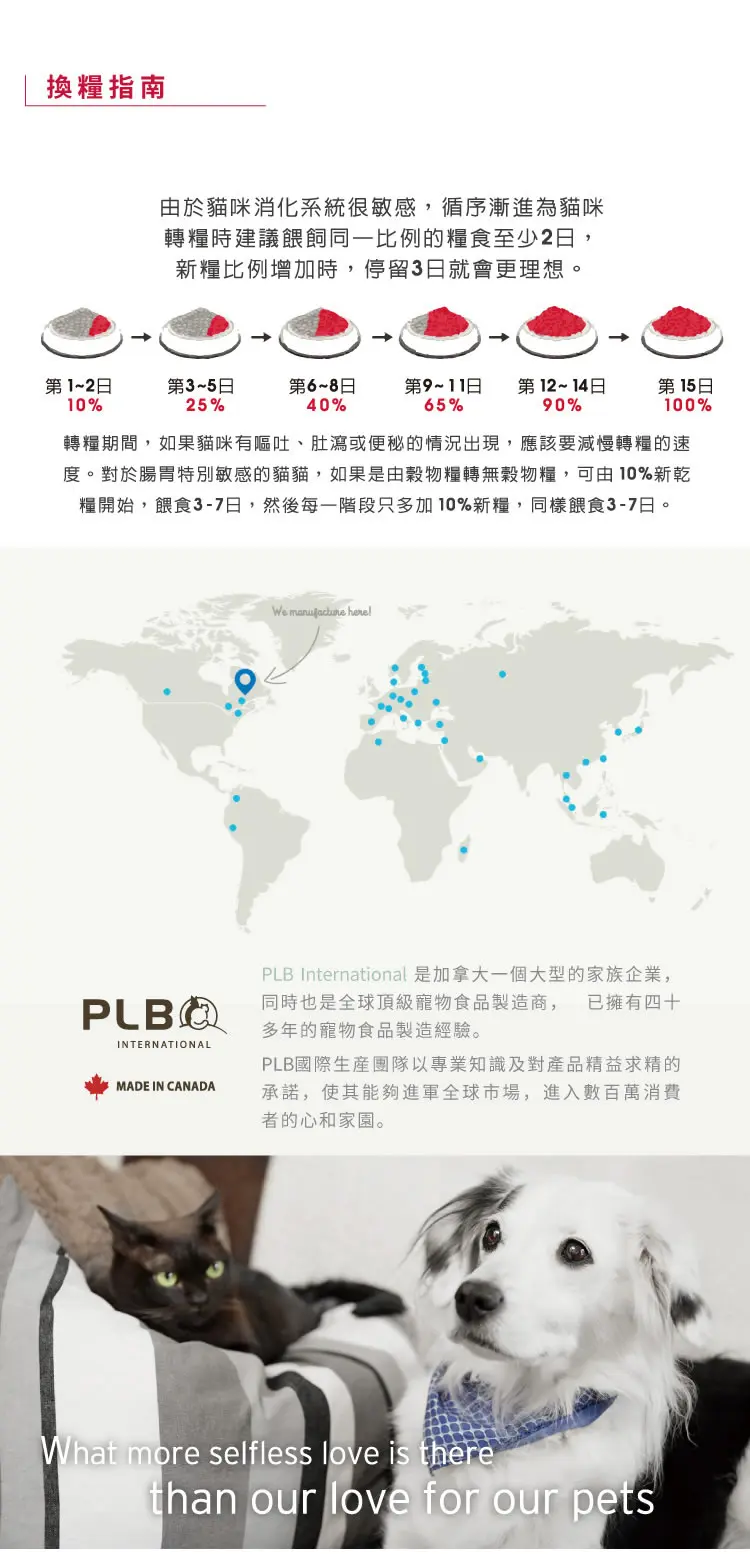 換糧指南
由於貓咪消化系統很敏感，循序漸進為貓咪
轉糧時建議餵飼同一比例的糧食至少2日，
新糧比例增加時，停留3日就會更理想。
第 1~2日 第3~5日 第6~8日 第9~11日 第 12~14日 第 15日
10% 25% 40% 65% 90% 100%
轉糧期間，如果貓咪有嘔吐、肚瀉或便秘的情況出現，應該要減慢轉糧的速
度。對於腸胃特別敏感的貓貓，如果是由穀物糧轉無穀物糧，可由 10%新乾
糧開始，餵食3-7日，然後每一階段只多加 10%新糧，同樣餵食3-7日。
We manufacture here!
PLB International 是加拿大一個大型的家族企業，
同時也是全球頂級寵物食品製造商， 已擁有四十
多年的寵物食品製造經驗。
PLB
INTERNATIONAL
MADE IN CANADA
PLB國際生產團隊以專業知識及對產品精益求精的
承諾，使其能夠進軍全球市場，進入數百萬消費
者的心和家園。
What more selfless love is there
than our love for our pets